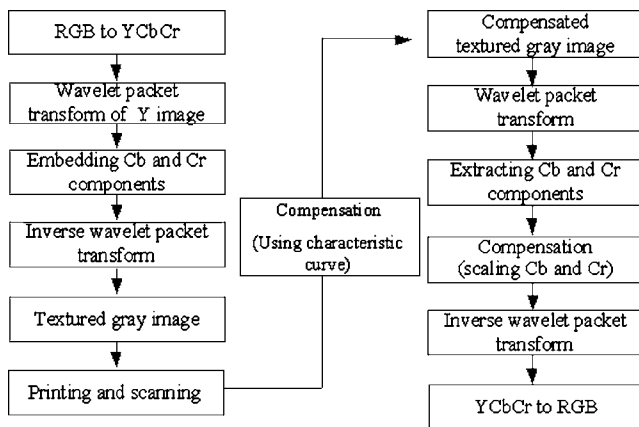 RGB to YCbCr
Wavelet packet
transform of Y image
Embedding Cb and Cr
components
Inverse wavelet packet
transform
Textured gray image
Printing and scanning
Compensation
(Using characteristic
curve)
Compensated
textured gray image
Wavelet packet
transform
Extracting Cb and Cr
components
Compensation
(scaling Cb and Cr)
Inverse wavelet packet
transform
YCbCr to RGB